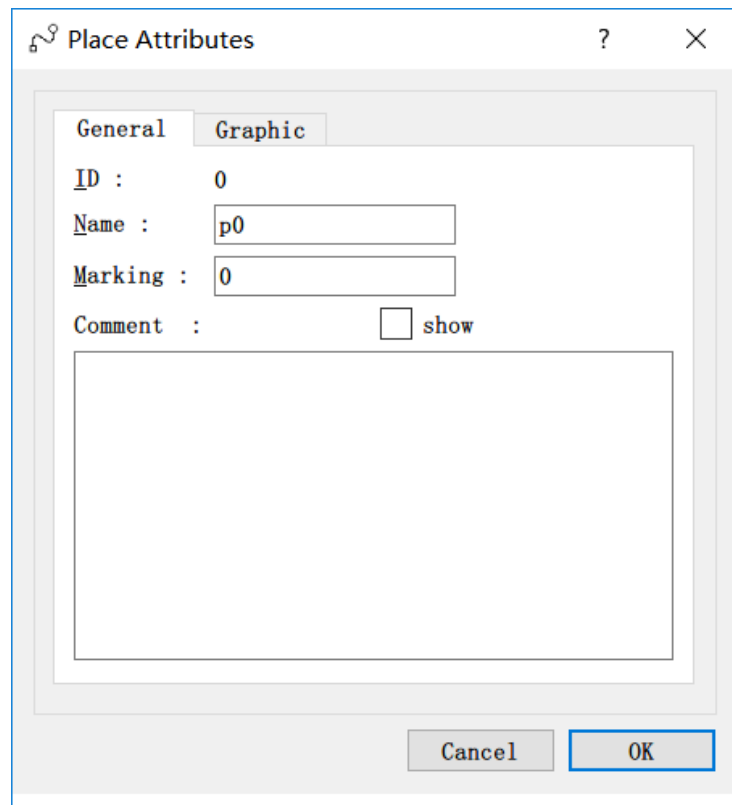 Place Attributes ?
General Graphic
ID : 0
Name : p0
Marking : 0
Comment : show
Cancel OK